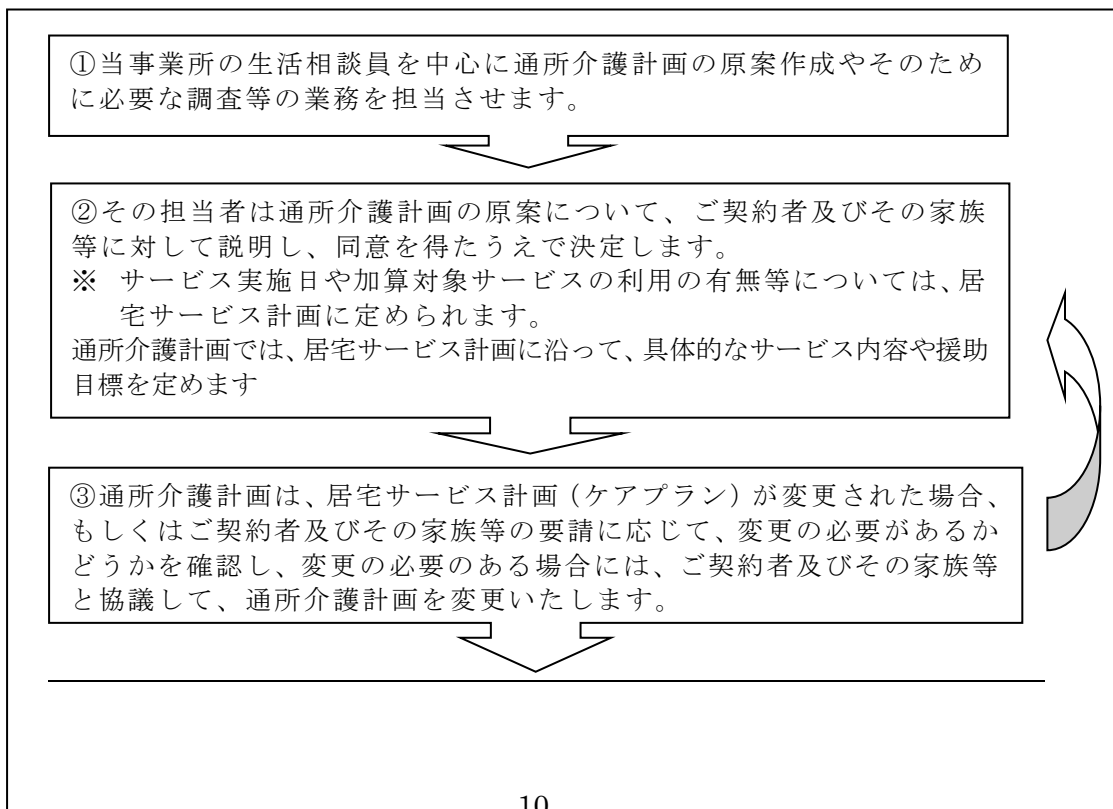 ①当事業所の生活相談員を中心に通所介護計画の原案作成やそのため
に必要な調査等の業務を担当させます。
②その担当者は通所介護計画の原案について、ご契約者及びその家族
等に対して説明し、同意を得たうえで決定します。
※ サービス実施日や加算対象サービスの利用の有無等については、居
宅サービス計画に定められます。
通所介護計画では、居宅サービス計画に沿って、具体的なサービス内容や援助
目標を定めます
③通所介護計画は、居宅サービス計画（ケアプラン）が変更された場合、
もしくはご契約者及びその家族等の要請に応じて、変更の必要があるか
どうかを確認し、変更の必要のある場合には、ご契約者及びその家族等
と協議して、通所介護計画を変更いたします。
10